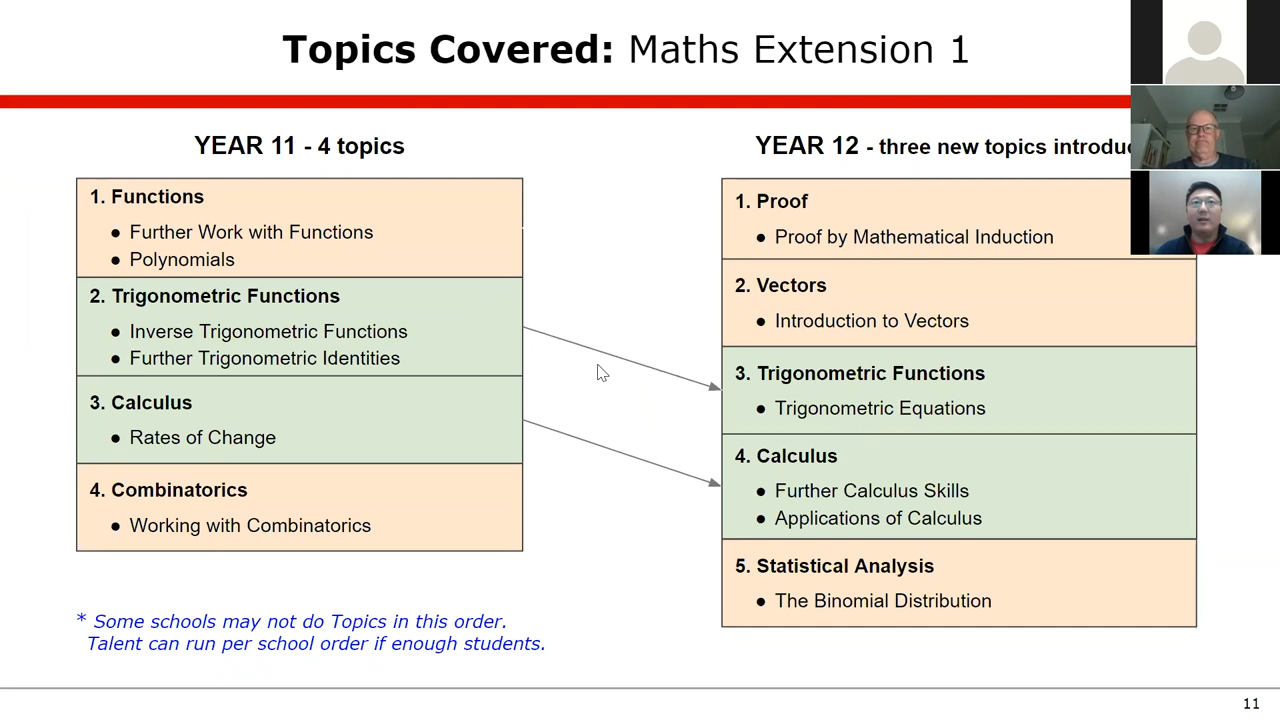 Topics Covered: Maths Extension 1
YEAR 11 - 4 topics
1. Functions
● Further Work with Functions
● Polynomials
2. Trigonometric Functions
● Inverse Trigonometric Functions
● Further Trigonometric Identities
3. Calculus
● Rates of Change
4. Combinatorics
● Working with Combinatorics
* Some schools may not do Topics in this order.
Talent can run per school order if enough students.
YEAR 12 - three new topics
1. Proof
● Proof by Mathematical Induction
2. Vectors
● Introduction to Vectors
3. Trigonometric Functions
● Trigonometric Equations
4. Calculus
● Further Calculus Skills
● Applications of Calculus
5. Statistical Analysis
● The Binomial Distribution
11